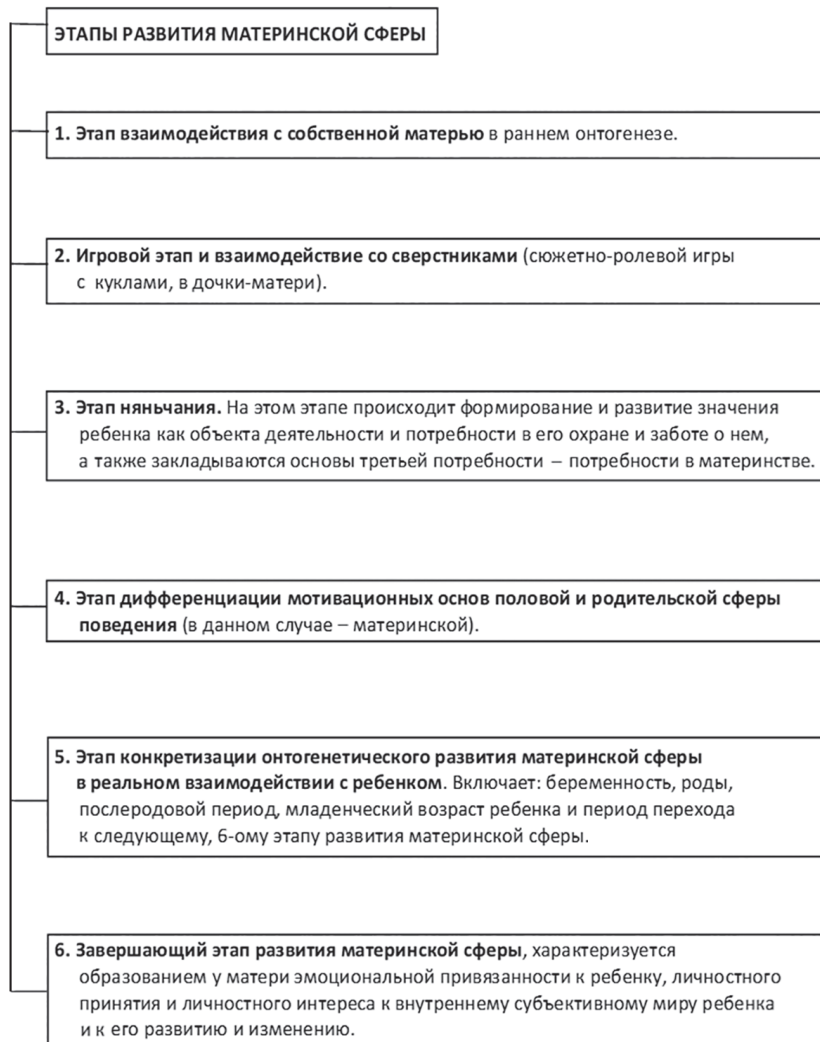 ЭТАПЫ РАЗВИТИЯ МАТЕРИНСКОЙ СФЕРЫ
1. Этап взаимодействия с собственной матерью в раннем онтогенезе.
2. Игровой этап и взаимодействие со сверстниками (сюжетно-ролевой игры
с куклами, в дочки-матери).
3. Этап няньчания. На этом этапе происходит формирование и развитие значения
ребенка как объекта деятельности и потребности в его охране и заботе о нем,
а также закладываются основы третьей потребности – потребности в материнстве.
4. Этап дифференциации мотивационных основ половой и родительской сферы
поведения (в данном случае – материнской).
5. Этап конкретизации онтогенетического развития материнской сферы
в реальном взаимодействии с ребенком. Включает: беременность, роды,
послеродовой период, младенческий возраст ребенка и период перехода
к следующему, 6-ому этапу развития материнской сферы.
6. Завершающий этап развития материнской сферы, характеризуется
образованием у матери эмоциональной привязанности к ребенку, личностного
принятия и личностного интереса к внутреннему субъективному миру ребенка
и к его развитию и изменению.